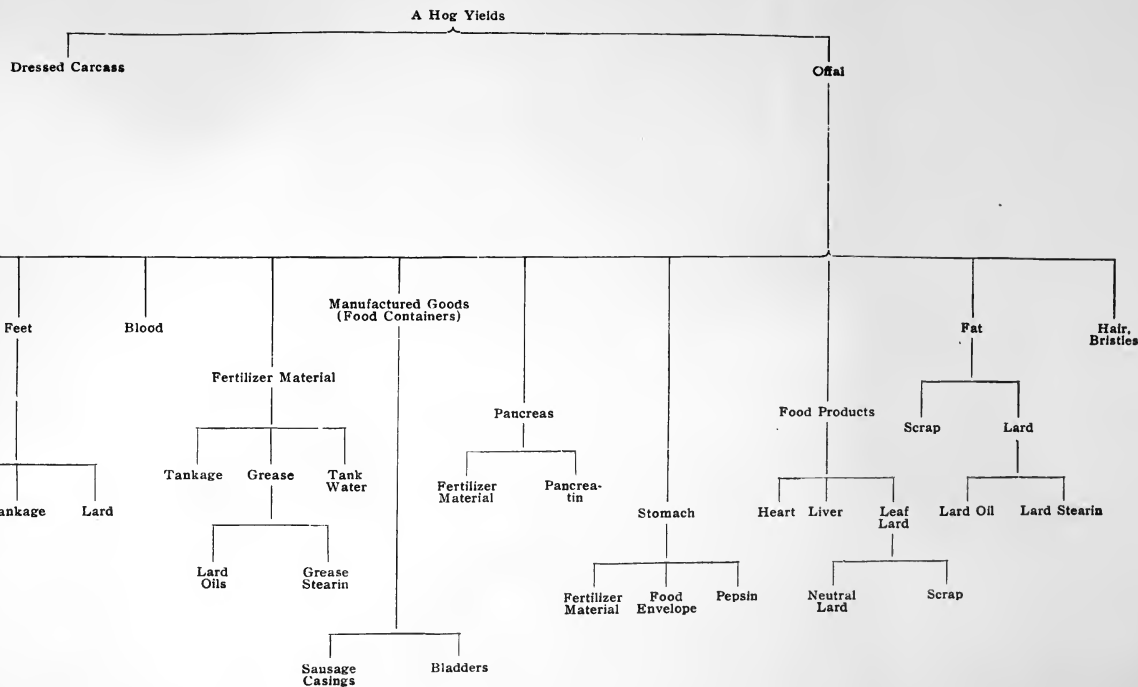 A Hog Yields
Dressed Carcass
Offal
Feet
Blood
Manufactured Goods
(Food Containers)
Fat
Hair,
Bristles
Fertilizer Material
Pancreas
Food Products
Scrap
Lard
Tankage
Grease
Tank
Water
Fertilizer
Material
Pancrea-
tin
ankage
Lard
Stomach
Heart
Liver
Leaf
Lard
Lard Oil
Lard Stearin
Lard
Oils
Grease
Stearin
Fertilizer
Material
Food
Envelope
Pepsin
Neutral
Lard
Scrap
Sausage
Casings
Bladders